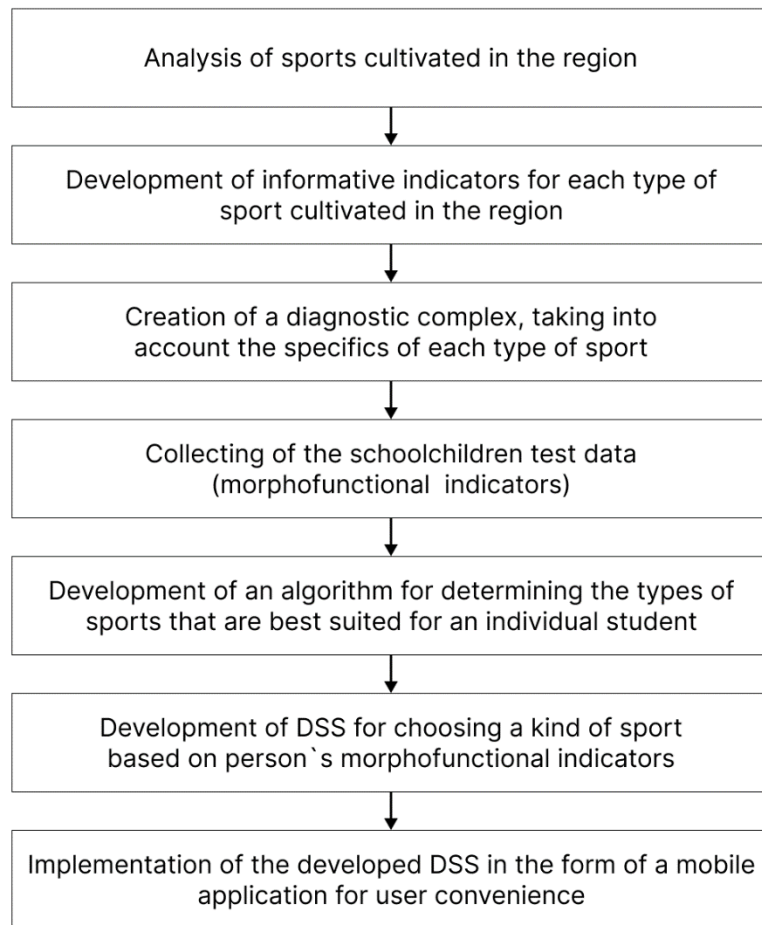 Analysis of sports cultivated in the region
Development of informative indicators for each type of
sport cultivated in the region
Creation of a diagnostic complex, taking into
account the specifics of each type of sport
Collecting of the schoolchildren test data
(morphofunctional  indicators)
Development of an algorithm for determining the types of
sports that are best suited for an individual student
Development of DSS for choosing a kind of sport
based on person`s morphofunctional indicators
Implementation of the developed DSS in the form of a mobile
application for user convenience